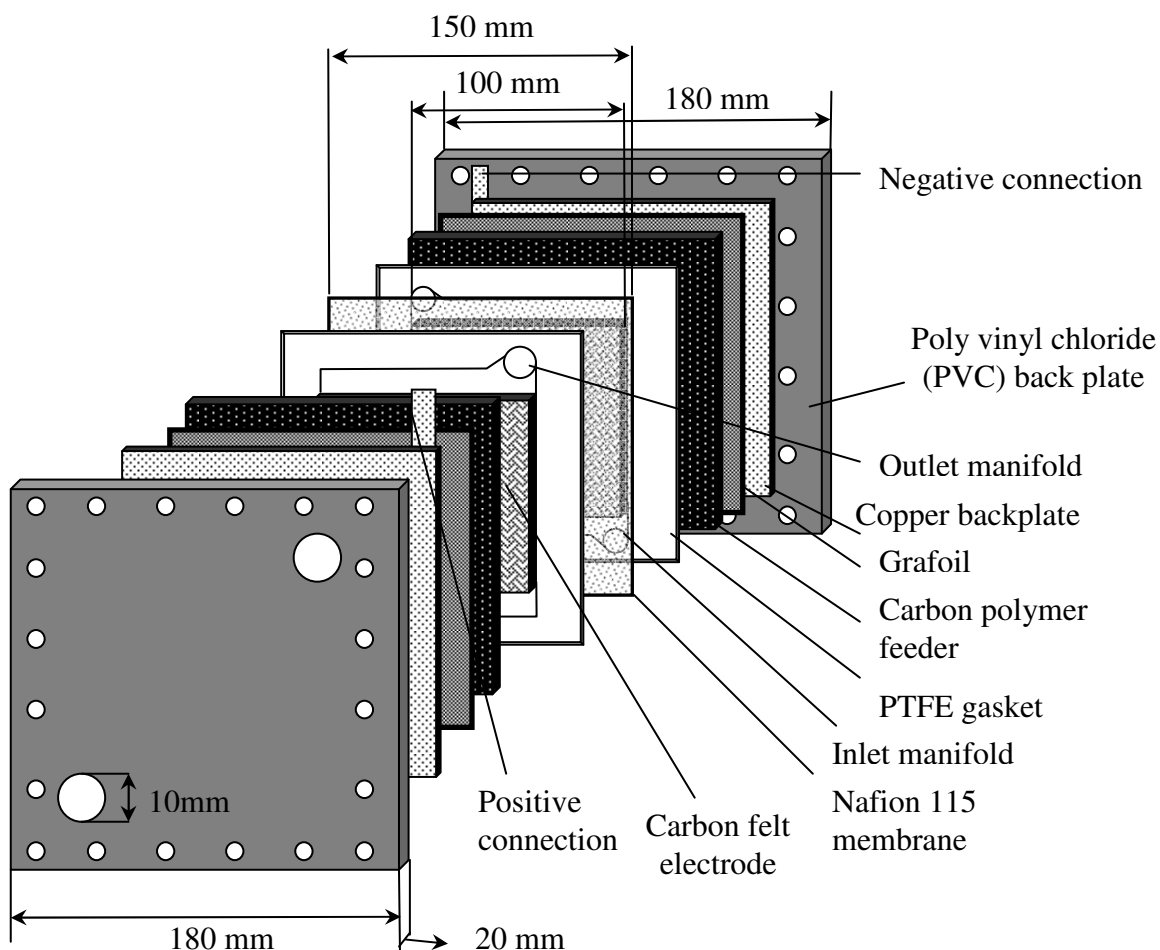 150 mm
100 mm
180 mm
Negative connection
Poly vinyl chloride
(PVC) back plate
Outlet manifold
Copper backplate
Grafoil
Carbon polymer
feeder
PTFE gasket
Inlet manifold
Nafion 115
membrane
Carbon felt
electrode
Positive
connection
10mm
180 mm
20 mm